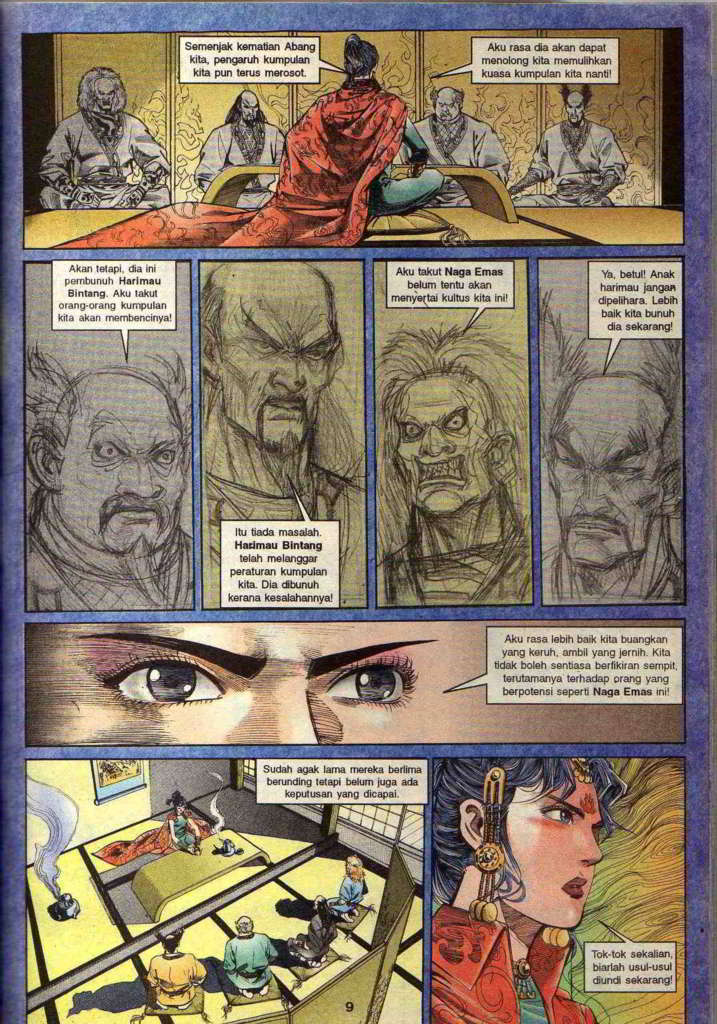 Semenjak kematian Abang
kita, pengaruh kumpulan
kita pun terus merosot.
Aku rasa dia akan dapat
menolong kita memulihkan
kuasa kumpulan kita nanti!
Akan tetapi, dia ini
pembunuh Harimau
Bintang. Aku takut
orang-orang kumpulan
kita akan membencinya!
Itu tiada masalah.
Harimau Bintang
telah melanggar
peraturan kumpulan
kita. Dia dibunuh
kerana kesalahannya!
Aku takut Naga Emas
belum tentu akan
menyertai kultus kita ini!
Ya, betul! Anak
harimau jangan
dipelihara. Lebih
baik kita bunuh
dia sekarang!
Aku rasa lebih baik kita buangkan
yang keruh, ambil yang jernih. Kita
tidak boleh sentiasa berfikiran sempit,
terutamanya terhadap orang yang
berpotensi seperti Naga Emas ini!
Sudah agak lama mereka berlima
berunding tetapi belum juga ada
keputusan yang dicapai.
Tok-tok sekalian,
biarlah usul-usul
diundi sekarang!
9